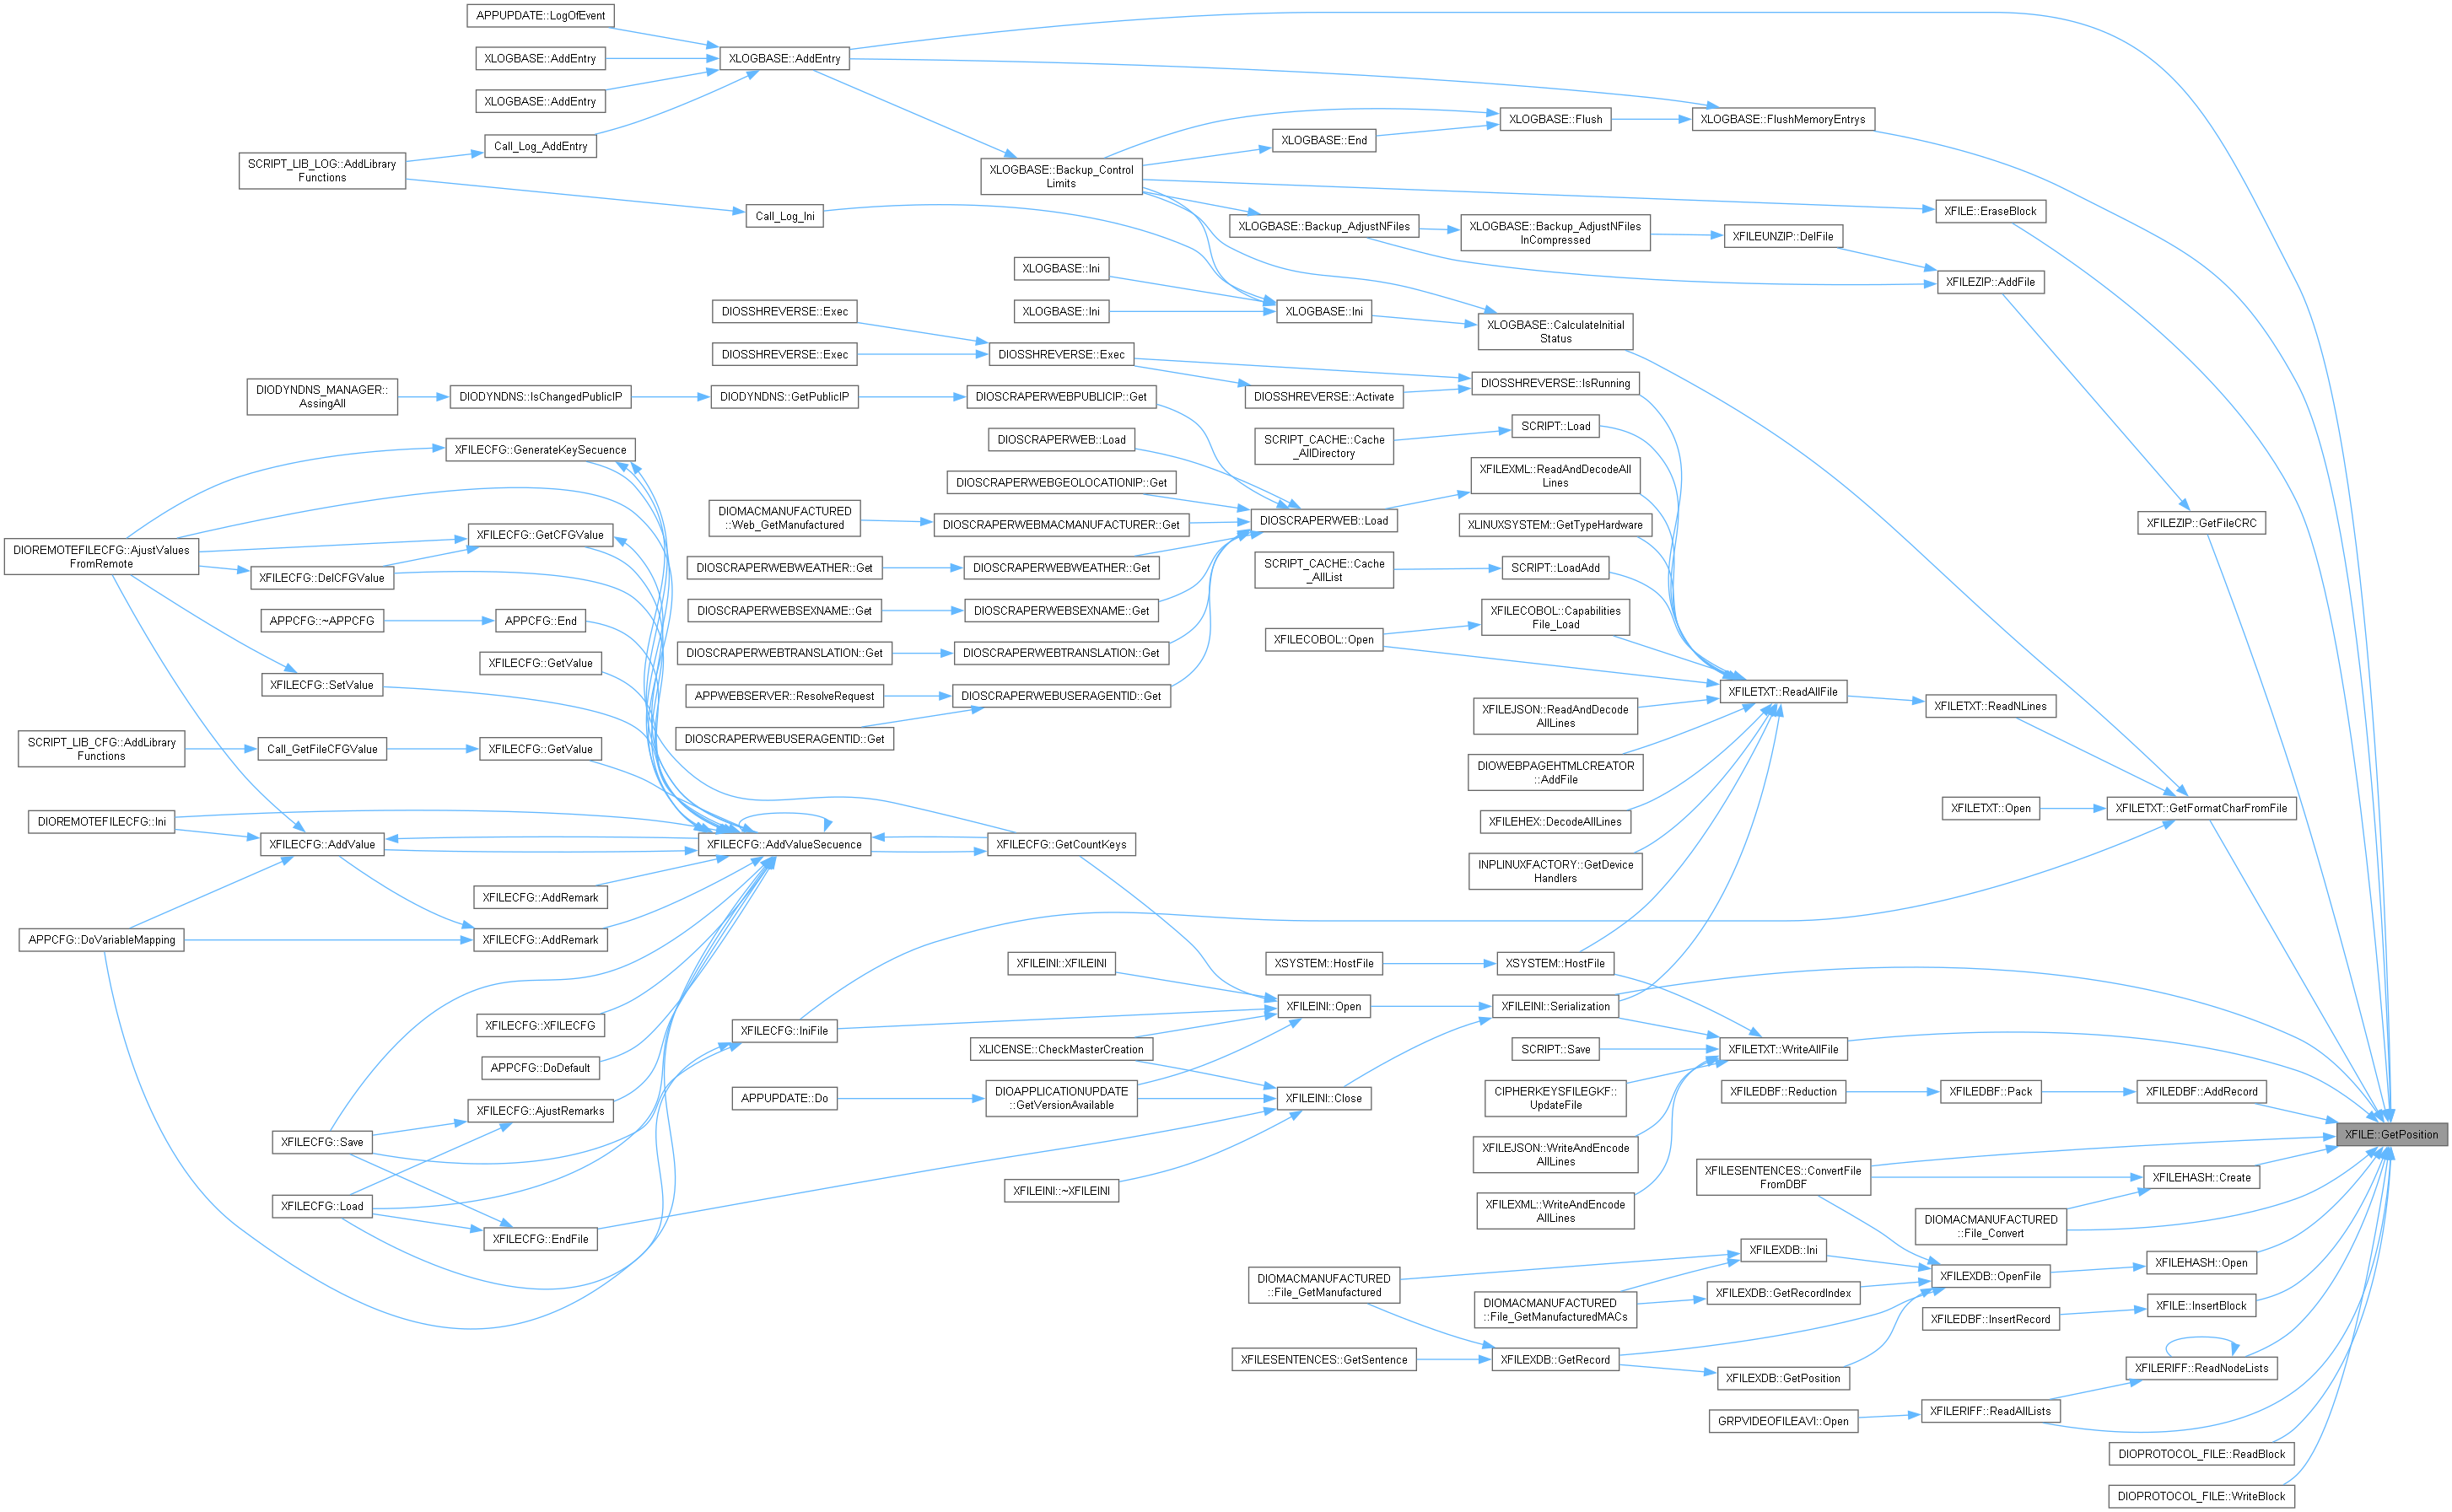 APPUPDATE::LogOfEvent
XLOGBASE::AddEntry
XLOGBASE::AddEntry
XLOGBASE::AddEntry
Call_Log_AddEntry
SCRIPT_LIB_LOG::AddLibrary
Functions
Call_Log_Ini
XLOGBASE::Backup_Control
Limits
XLOGBASE::End
XLOGBASE::Flush
XLOGBASE::FlushMemoryEntrys
XLOGBASE::Backup_AdjustNFiles
XLOGBASE::Backup_AdjustNFiles
InCompressed
XFILEUNZIP::DelFile
XFILE::EraseBlock
XFILEZIP::AddFile
XLOGBASE::Ini
XLOGBASE::Ini
XLOGBASE::Ini
XLOGBASE::CalculateInitial
Status
DIOSSHREVERSE::Exec
DIOSSHREVERSE::Exec
DIOSSHREVERSE::Exec
DIOSSHREVERSE::IsRunning
DIOSSHREVERSE::Activate
DIODYNDNS_MANAGER::
AssingAll
DIODYNDNS::IsChangedPublicIP
DIODYNDNS::GetPublicIP
DIOSCRAPERWEBPUBLICIP::Get
SCRIPT::Load
SCRIPT_CACHE::Cache
_AllDirectory
DIOSCRAPERWEB::Load
XFILECFG::GenerateKeySecuence
DIOSCRAPERWEBGEOLOCATIONIP::Get
XFILEXML::ReadAndDecodeAll
Lines
DIOMACMANUFACTURED
::Web_GetManufactured
DIOSCRAPERWEBMACMANUFACTURER::Get
DIOSCRAPERWEB::Load
XLINUXSYSTEM::GetTypeHardware
XFILEZIP::GetFileCRC
XFILECFG::GetCFGValue
DIOREMOTEFILECFG::AjustValues
FromRemote
XFILECFG::DelCFGValue
DIOSCRAPERWEBWEATHER::Get
DIOSCRAPERWEBWEATHER::Get
SCRIPT_CACHE::Cache
_AllList
SCRIPT::LoadAdd
APPCFG::~APPCFG
APPCFG::End
DIOSCRAPERWEBSEXNAME::Get
DIOSCRAPERWEBSEXNAME::Get
XFILECOBOL::Capabilities
File_Load
XFILECOBOL::Open
XFILECFG::GetValue
DIOSCRAPERWEBTRANSLATION::Get
DIOSCRAPERWEBTRANSLATION::Get
XFILECFG::SetValue
APPWEBSERVER::ResolveRequest
DIOSCRAPERWEBUSERAGENTID::Get
XFILETXT::ReadAllFile
XFILETXT::ReadNLines
XFILEJSON::ReadAndDecode
AllLines
DIOSCRAPERWEBUSERAGENTID::Get
SCRIPT_LIB_CFG::AddLibrary
Functions
Call_GetFileCFGValue
XFILECFG::GetValue
DIOWEBPAGEHTMLCREATOR
::AddFile
XFILETXT::Open
XFILETXT::GetFormatCharFromFile
DIOREMOTEFILECFG::Ini
XFILEHEX::DecodeAllLines
XFILECFG::AddValue
XFILECFG::AddValueSecuence
XFILECFG::GetCountKeys
INPLINUXFACTORY::GetDevice
Handlers
XFILECFG::AddRemark
APPCFG::DoVariableMapping
XFILECFG::AddRemark
XFILEINI::XFILEINI
XSYSTEM::HostFile
XSYSTEM::HostFile
XFILEINI::Open
XFILEINI::Serialization
XFILECFG::XFILECFG
XFILECFG::IniFile
XLICENSE::CheckMasterCreation
SCRIPT::Save
XFILETXT::WriteAllFile
APPCFG::DoDefault
APPUPDATE::Do
DIOAPPLICATIONUPDATE
::GetVersionAvailable
XFILEINI::Close
CIPHERKEYSFILEGKF::
UpdateFile
XFILEDBF::Reduction
XFILEDBF::Pack
XFILEDBF::AddRecord
XFILECFG::AjustRemarks
XFILECFG::Save
XFILE::GetPosition
XFILEJSON::WriteAndEncode
AllLines
XFILESENTENCES::ConvertFile
FromDBF
XFILEHASH::Create
XFILEINI::~XFILEINI
XFILECFG::Load
XFILEXML::WriteAndEncode
AllLines
DIOMACMANUFACTURED
::File_Convert
XFILECFG::EndFile
XFILEXDB::Ini
XFILEHASH::Open
DIOMACMANUFACTURED
::File_GetManufactured
XFILEXDB::OpenFile
XFILEXDB::GetRecordIndex
DIOMACMANUFACTURED
::File_GetManufacturedMACs
XFILE::InsertBlock
XFILEDBF::InsertRecord
XFILESENTENCES::GetSentence
XFILEXDB::GetRecord
XFILEXDB::GetPosition
XFILERIFF::ReadNodeLists
GRPVIDEOFILEAVI::Open
XFILERIFF::ReadAllLists
DIOPROTOCOL_FILE::ReadBlock
DIOPROTOCOL_FILE::WriteBlock